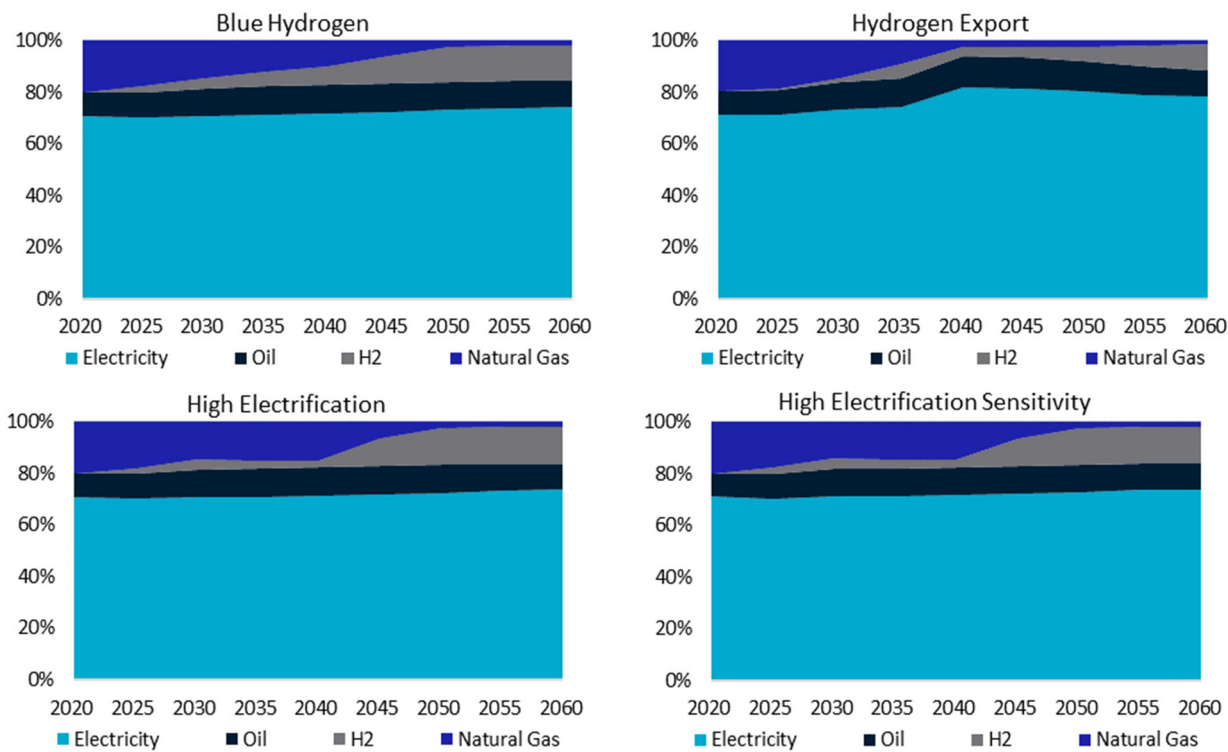 Blue Hydrogen
100%
80%
60%
40%
20%
0%
2020 2025 2030 2035 2040 2045 2050 2055 2060
Electricity Oil H2 Natural Gas
Hydrogen Export
100%
80%
60%
40%
20%
0%
2020 2025 2030 2035 2040 2045 2050 2055 2060
Electricity Oil H2 Natural Gas
High Electrification
100%
80%
60%
40%
20%
0%
2020 2025 2030 2035 2040 2045 2050 2055 2060
Electricity Oil H2 Natural Gas
High Electrification Sensitivity
100%
80%
60%
40%
20%
0%
2020 2025 2030 2035 2040 2045 2050 2055 2060
Electricity Oil H2 Natural Gas